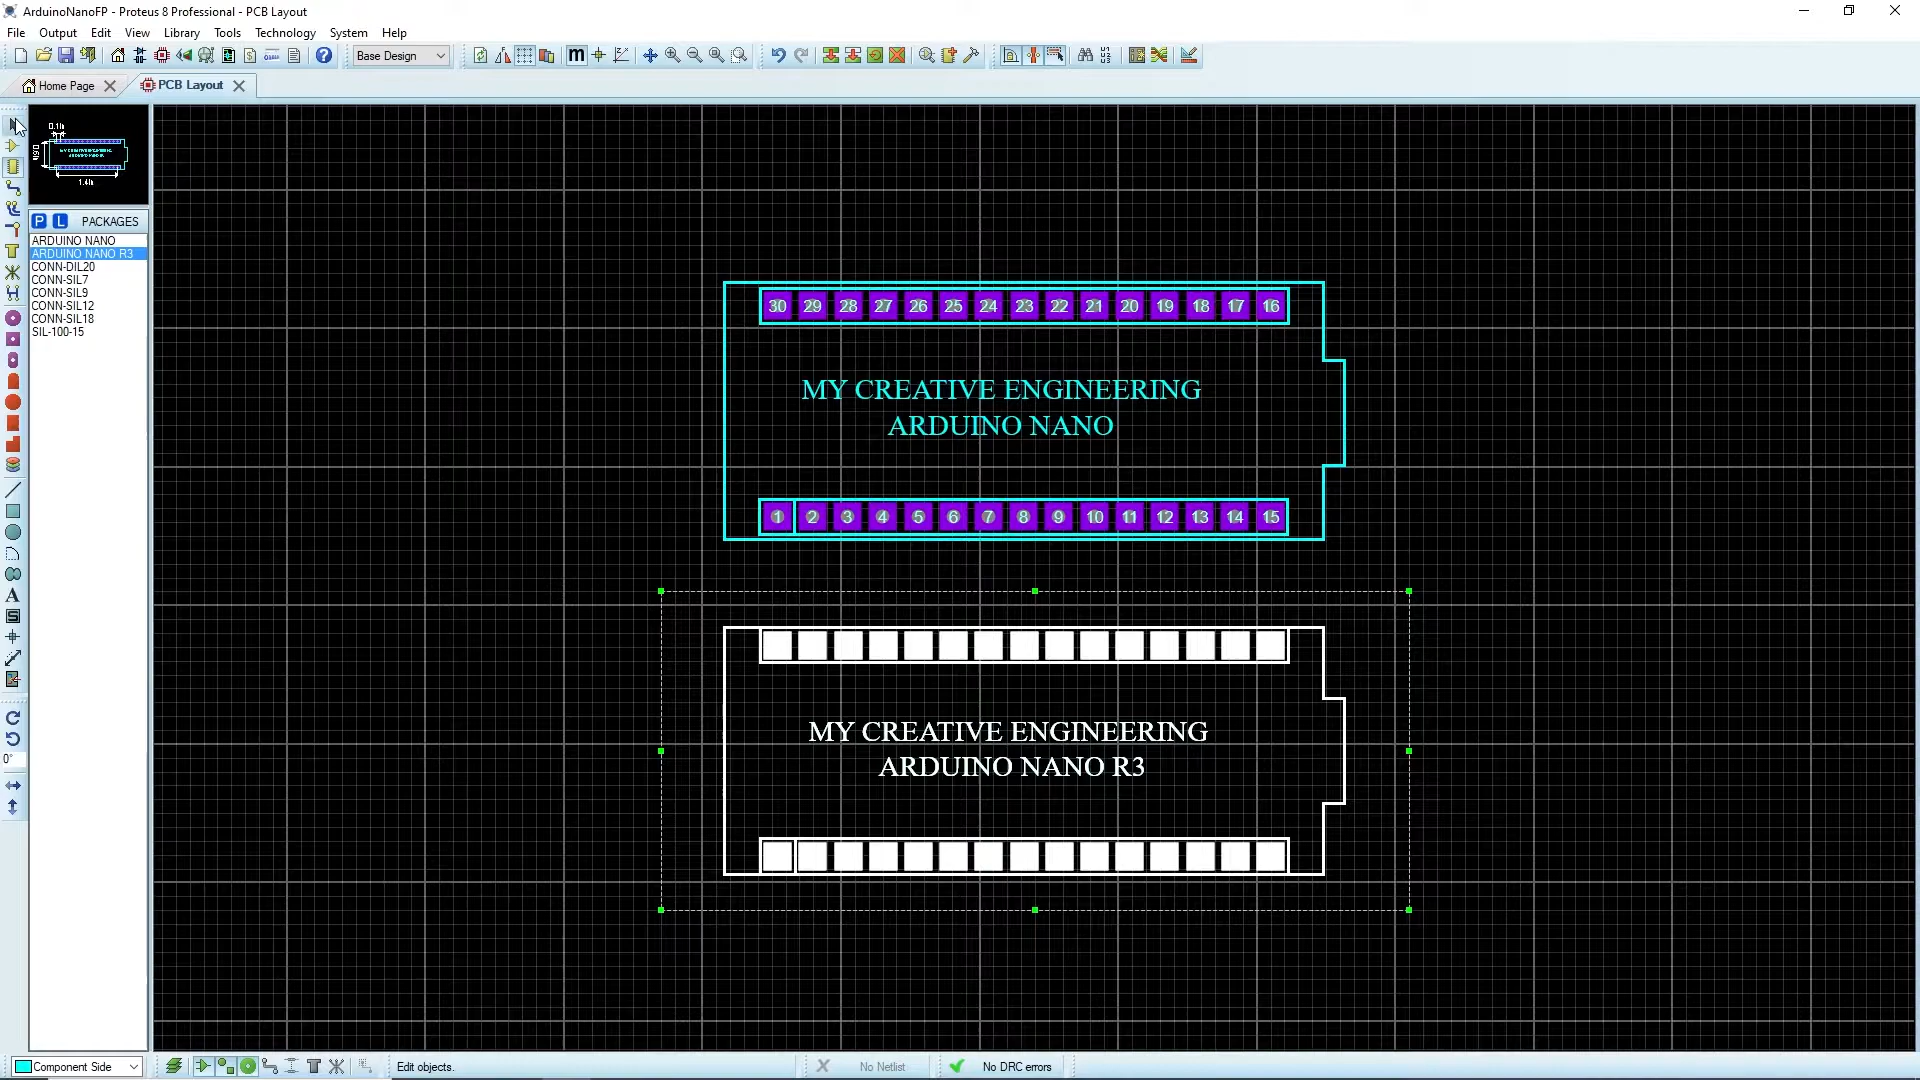 ArduinoNanoFP - Proteus 8 Professional - PCB Layout
File Output Edit View Library Tools Technology System Help
m Base Design
Home Page PCB Layout
0.1in
1.4in
P L PACKAGES
ARDUINO NANO
ARDUINO NANO R3
CONN-DIL20
CONN-SIL7
CONN-SIL9
CONN-SIL12
CONN-SIL18
SIL-100-15
A
0°
30 29 28 27 26 25 24 23 22 21 20 19 18 17 16
MY CREATIVE ENGINEERING
ARDUINO NANO
1 2 3 4 5 6 7 8 9 10 11 12 13 14 15
MY CREATIVE ENGINEERING
ARDUINO NANO R3
Component Side Edit objects. No Netlist No DRC errors